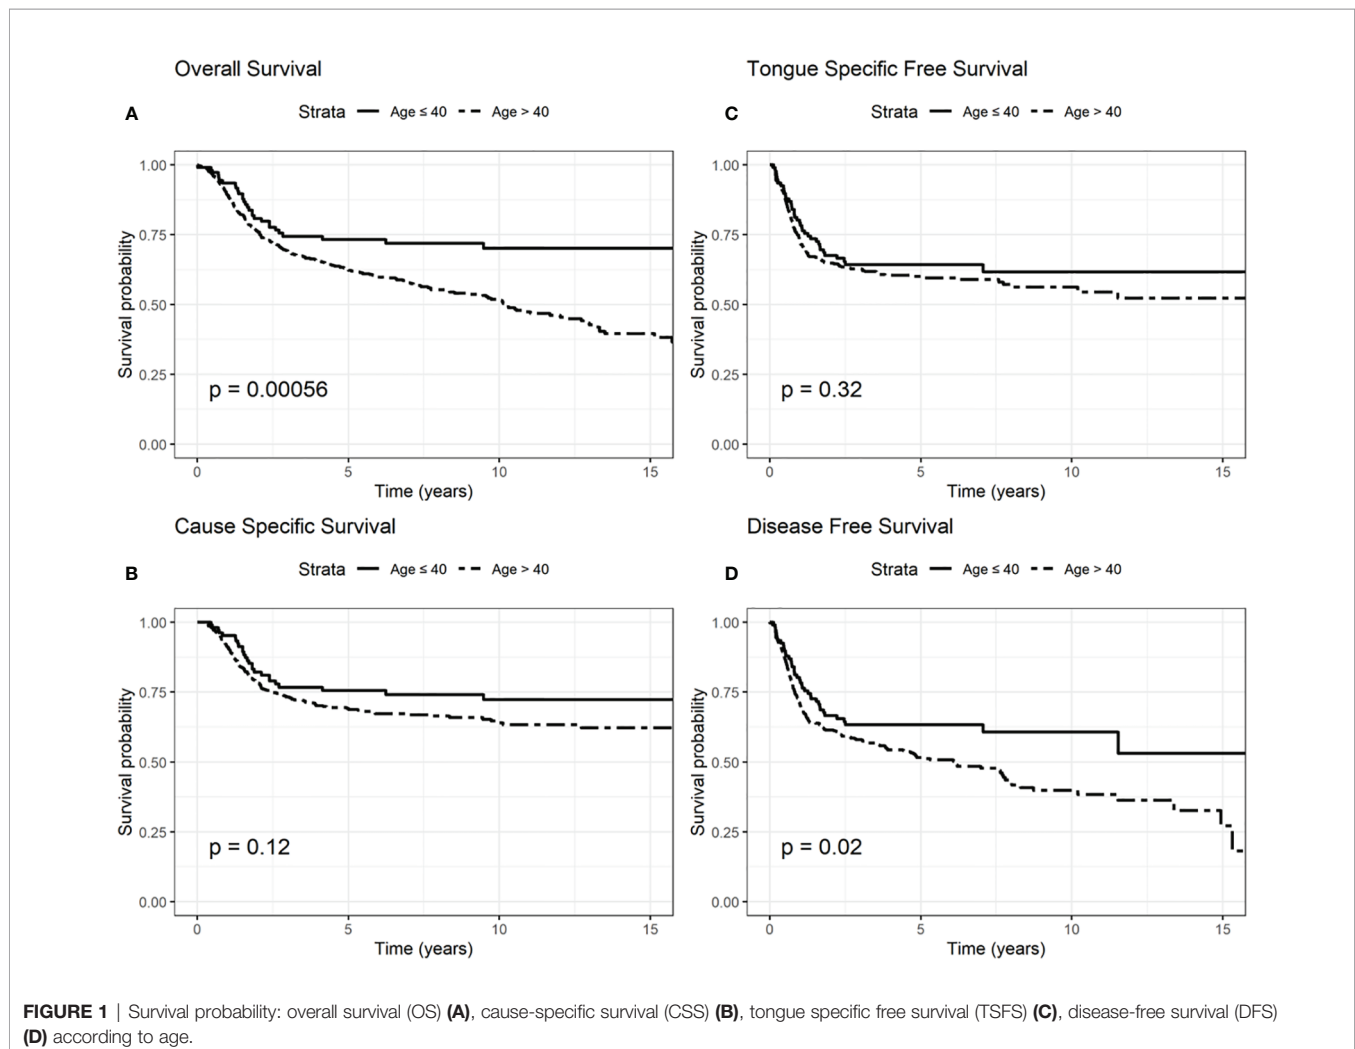 Overall Survival
A
Strata Age ≤ 40 Age > 40
Survival probability
1.00
0.75
0.50
0.25
0.00
p = 0.00056
0 5 10 15
Time (years)
Tongue Specific Free Survival
C
Strata Age ≤ 40 Age > 40
Survival probability
1.00
0.75
0.50
0.25
0.00
p = 0.32
0 5 10 15
Time (years)
Cause Specific Survival
B
Strata Age ≤ 40 Age > 40
Survival probability
1.00
0.75
0.50
0.25
0.00
p = 0.12
0 5 10 15
Time (years)
Disease Free Survival
D
Strata Age ≤ 40 Age > 40
Survival probability
1.00
0.75
0.50
0.25
0.00
p = 0.02
0 5 10 15
Time (years)
FIGURE 1 | Survival probability: overall survival (OS) (A), cause-specific survival (CSS) (B), tongue specific free survival (TSFS) (C), disease-free survival (DFS)
(D) according to age.